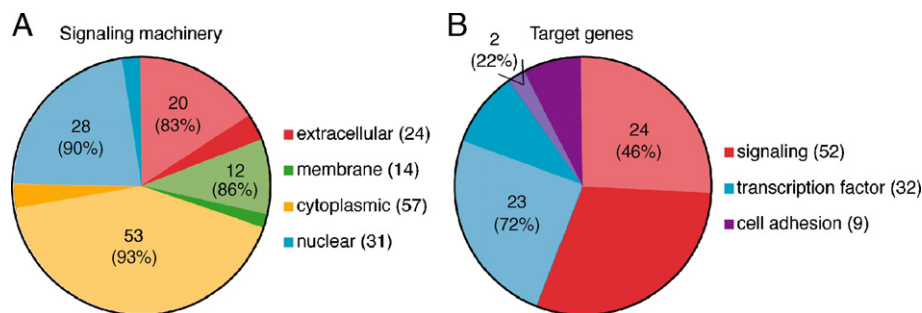 A
Signaling machinery
20
(83%)
12
(86%)
53
(93%)
28
(90%)
extracellular (24)
membrane (14)
cytoplasmic (57)
nuclear (31)
B
Target genes
2
(22%)
24
(46%)
23
(72%)
signaling (52)
transcription factor (32)
cell adhesion (9)